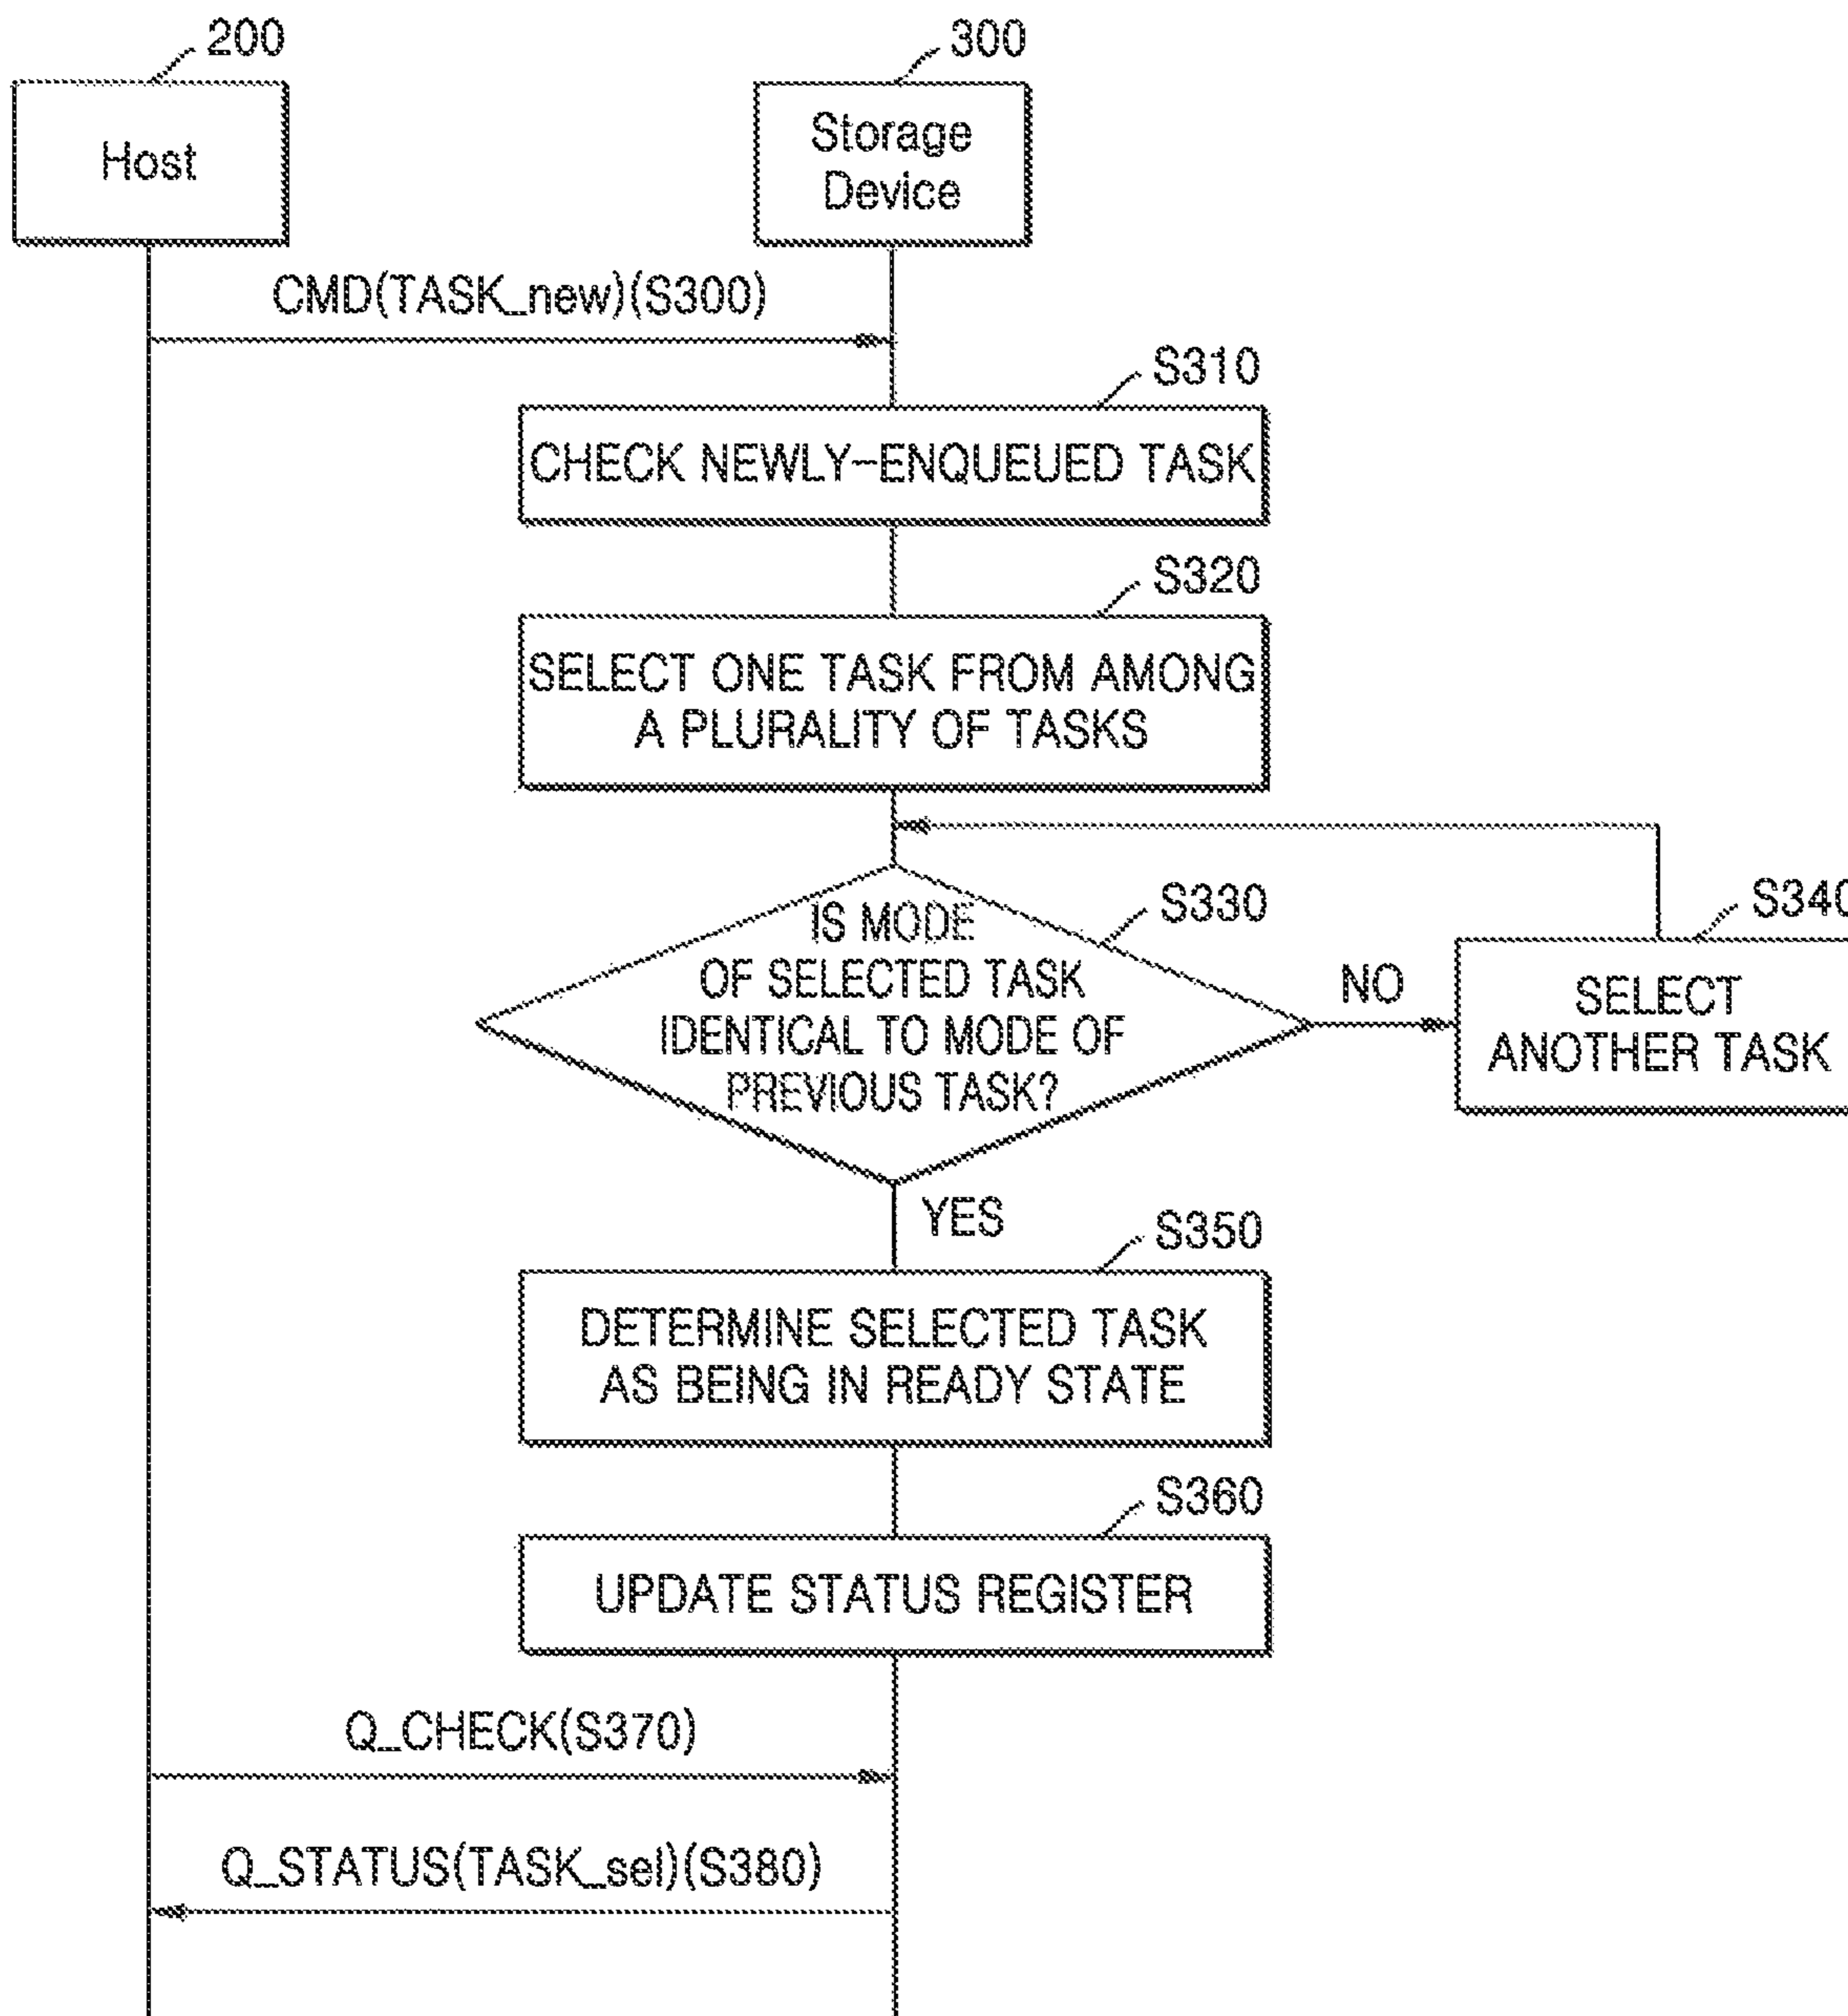 200
300
Host
Storage
Device
CMD(TASK_new)(S300)
S310
CHECK NEWLY-ENQUEUED TASK
S320
SELECT ONE TASK FROM AMONG
A PLURALITY OF TASKS
S330
IS MODE
OF SELECTED TASK
IDENTICAL TO MODE OF
PREVIOUS TASK?
NO
S340
SELECT
ANOTHER TASK
YES
S350
DETERMINE SELECTED TASK
AS BEING IN READY STATE
S360
UPDATE STATUS REGISTER
Q_CHECK(S370)
Q_STATUS(TASK_sel)(S380)